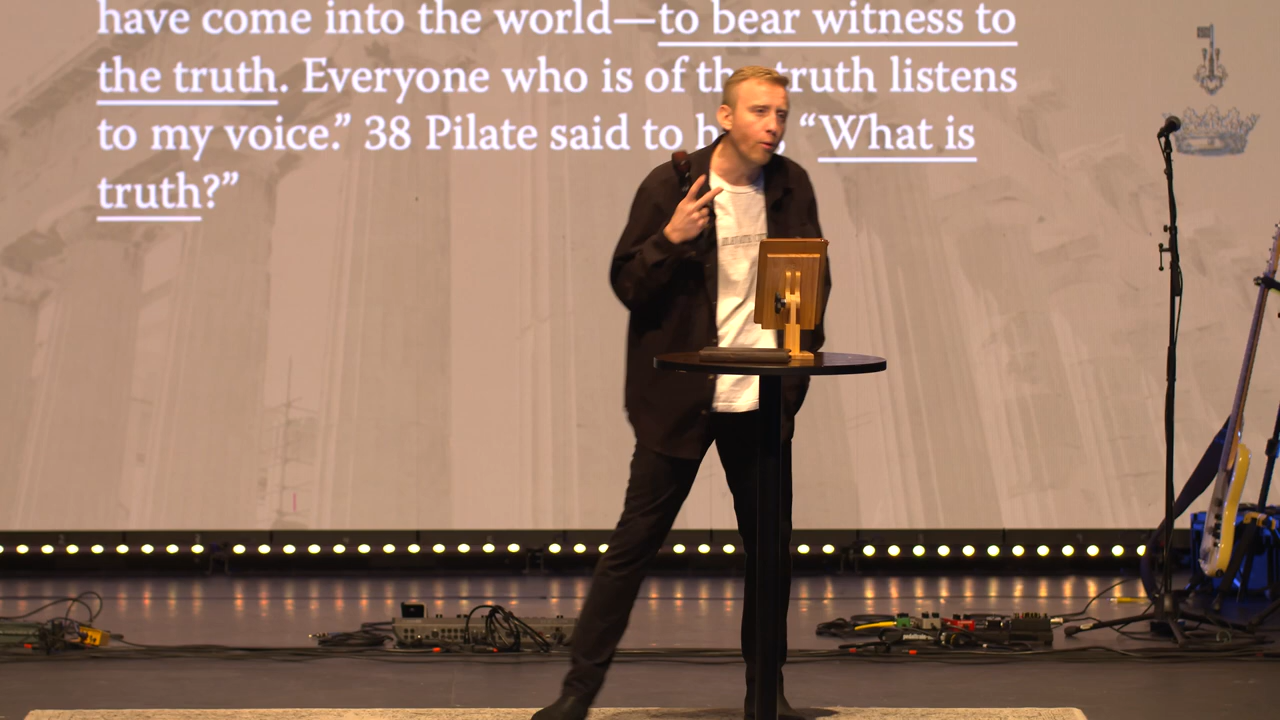 have come into the world—to bear witness to
the truth. Everyone who is of the truth listens
to my voice.” 38 Pilate said to “What is
truth?”